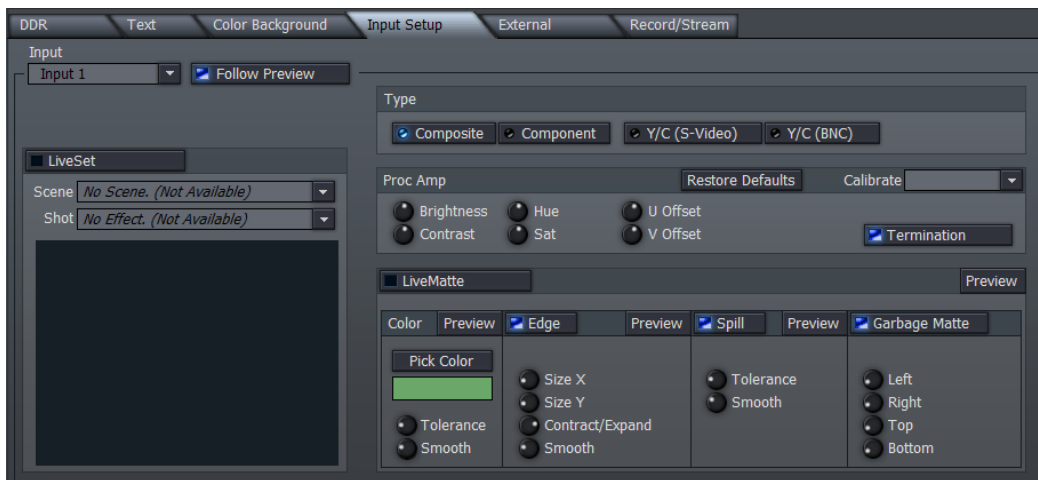 DDR Text Color Background Input Setup External Record/Stream
Input
Input 1 Follow Preview
Type
Composite Component Y/C (S-Video) Y/C (BNC)
LiveSet
Scene No Scene. (Not Available)
Shot No Effect. (Not Available)
Proc Amp Restore Defaults Calibrate
Brightness Hue U Offset
Contrast Sat V Offset
Termination
LiveMatte Preview
Color Preview Edge Preview Spill Preview Garbage Matte
Pick Color
Tolerance
Smooth
Size X
Size Y
Contract/Expand
Smooth
Tolerance
Smooth
Left
Right
Top
Bottom